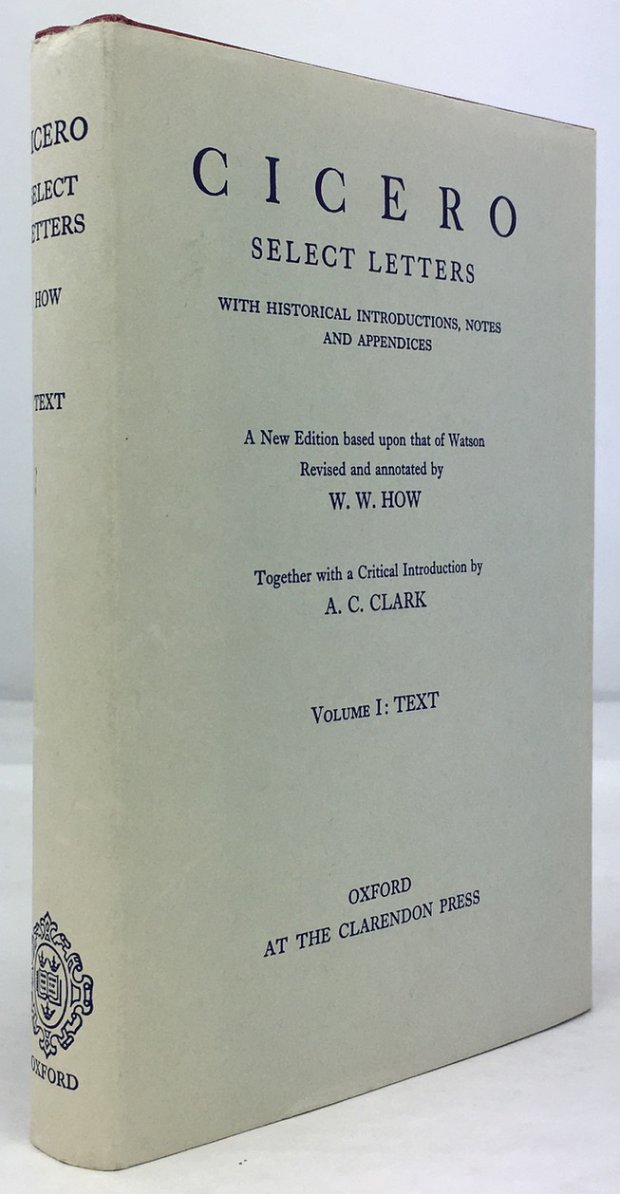 CICERO
SELECT LETTERS
WITH HISTORICAL INTRODUCTIONS, NOTES
AND APPENDICES
A New Edition based upon that of Watson
Revised and annotated by
W. W. HOW
Together with a Critical Introduction by
A. C. CLARK
VOLUME I: TEXT
OXFORD
AT THE CLARENDON PRESS
ICERO
ELECT
ETTERS
HOW
TEXT
OXFORD